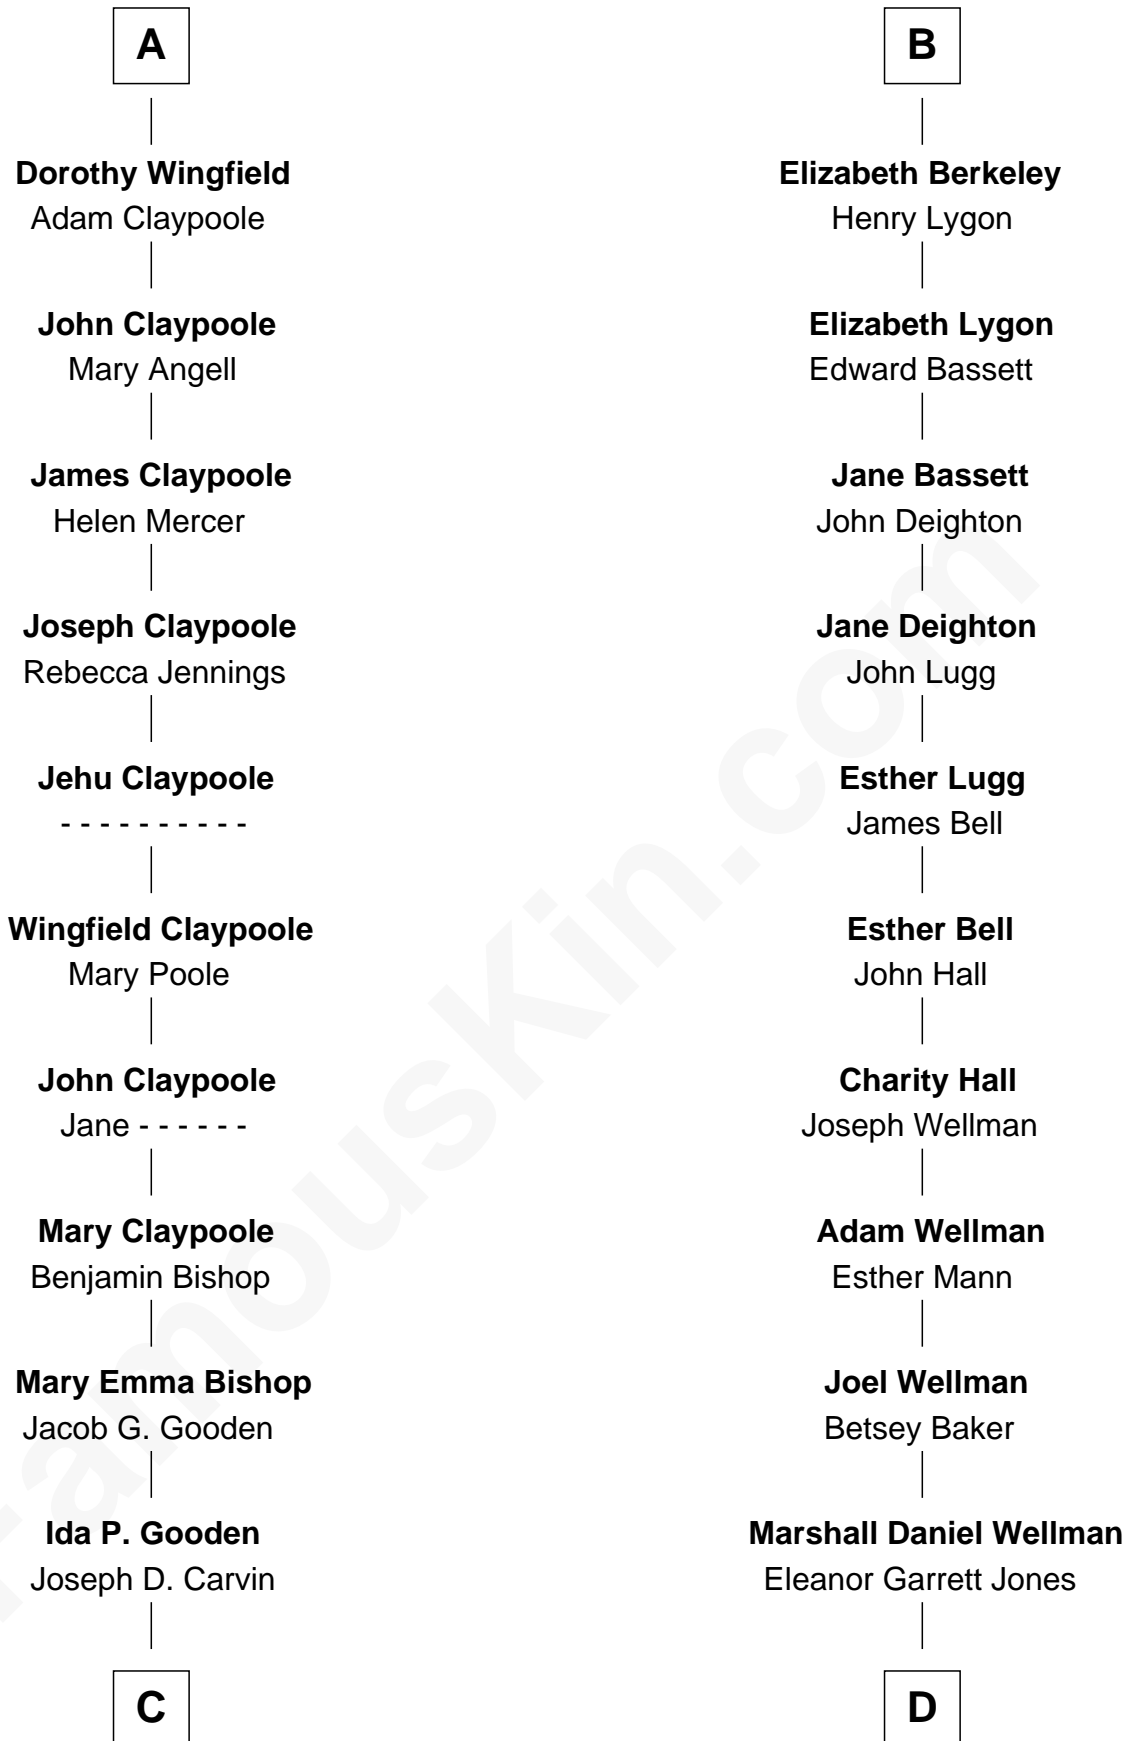 A
Dorothy Wingfield
Adam Claypoole
John Claypoole
Mary Angell
James Claypoole
Helen Mercer
Joseph Claypoole
Rebecca Jennings
Jehu Claypoole
- - - - - - - - - -
Wingfield Claypoole
Mary Poole
John Claypoole
Jane - - - - - -
Mary Claypoole
Benjamin Bishop
Mary Emma Bishop
Jacob G. Gooden
Ida P. Gooden
Joseph D. Carvin
C
B
Elizabeth Berkeley
Henry Lygon
Elizabeth Lygon
Edward Bassett
Jane Bassett
John Deighton
Jane Deighton
John Lugg
Esther Lugg
James Bell
Esther Bell
John Hall
Charity Hall
Joseph Wellman
Adam Wellman
Esther Mann
Joel Wellman
Betsey Baker
Marshall Daniel Wellman
Eleanor Garrett Jones
D
FamousKin.com